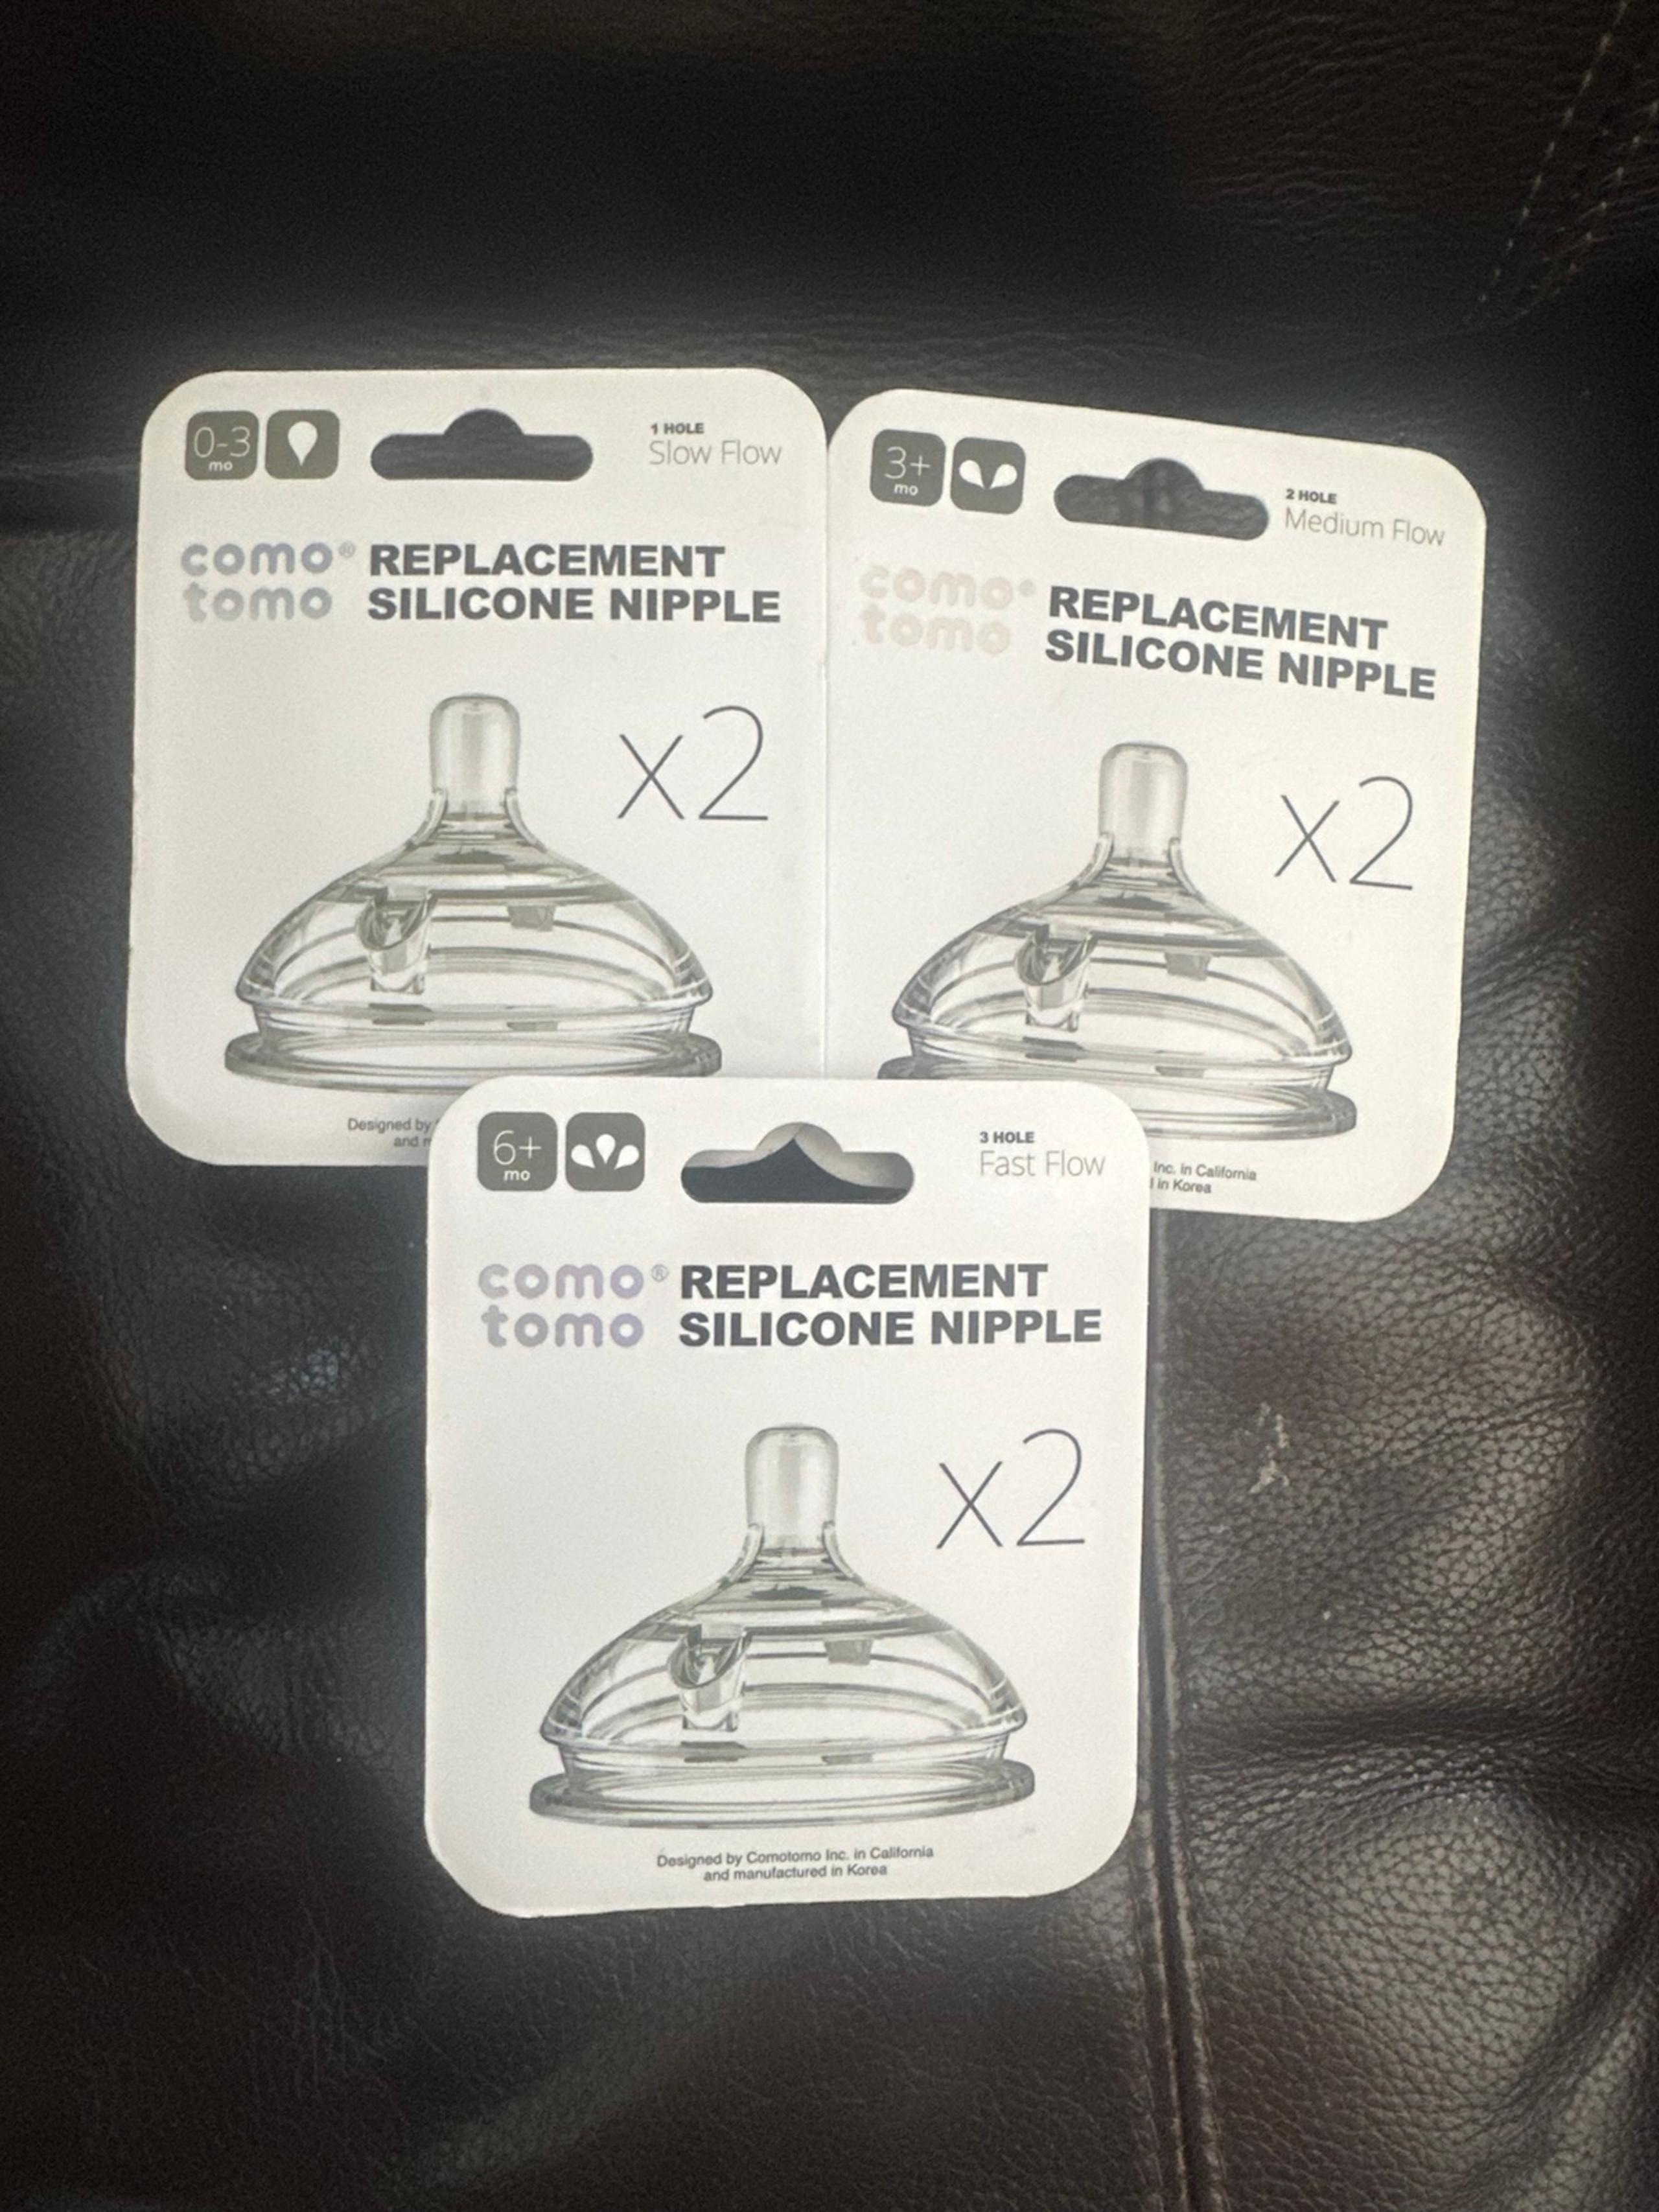 0-3
mo
1 HOLE
Slow Flow
como® REPLACEMENT
tomo SILICONE NIPPLE
x2
Designed by
and
3+
mo
2 HOLE
Medium Flow
como® REPLACEMENT
tomo SILICONE NIPPLE
x2
Inc. in California
in Korea
6+
mo
3 HOLE
Fast Flow
como® REPLACEMENT
tomo SILICONE NIPPLE
x2
Designed by Comotomo Inc. in California
and manufactured in Korea